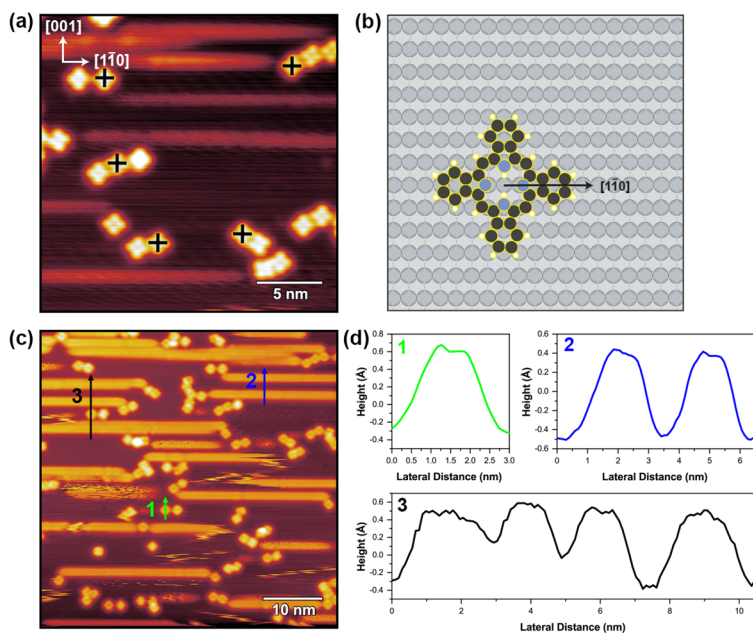 (a)
[001]
[11̄0]
5 nm
(b)
[11̄0]
(c)
3
2
1
10 nm
(d)
1
Height (Å)
0.8
0.6
0.4
0.2
0.0
-0.2
-0.4
0.0 0.5 1.0 1.5 2.0 2.5 3.0
Lateral Distance (nm)
2
Height (Å)
0.6
0.4
0.2
0.0
-0.2
-0.4
-0.6
0 1 2 3 4 5 6
Lateral Distance (nm)
3
Height (Å)
0.6
0.4
0.2
0.0
-0.2
-0.4
0 2 4 6 8 10
Lateral Distance (nm)